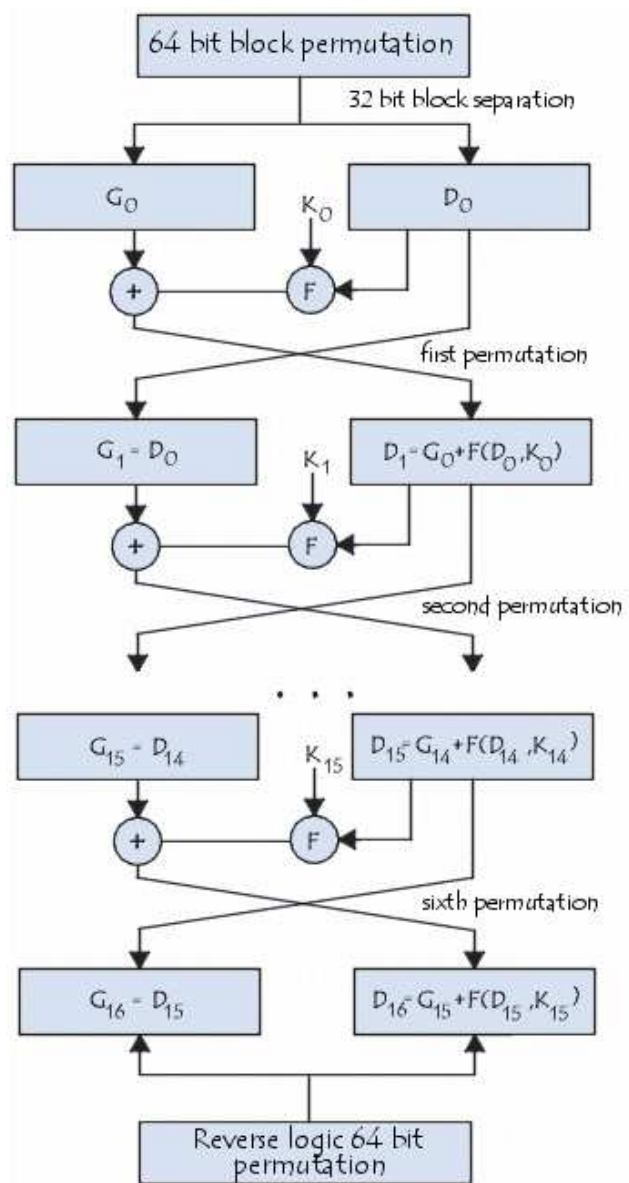 64 bit block permutation
32 bit block separation
G0
K0
D0
+
F
first permutation
G1 = D0
K1
D1=G0+F(D0,K0)
+
F
second permutation
. . .
G15 = D14
K15
D15=G14+F(D14,K14)
+
F
sixth permutation
G16 = D15
D16=G15+F(D15,K15)
Reverse logic 64 bit
permutation